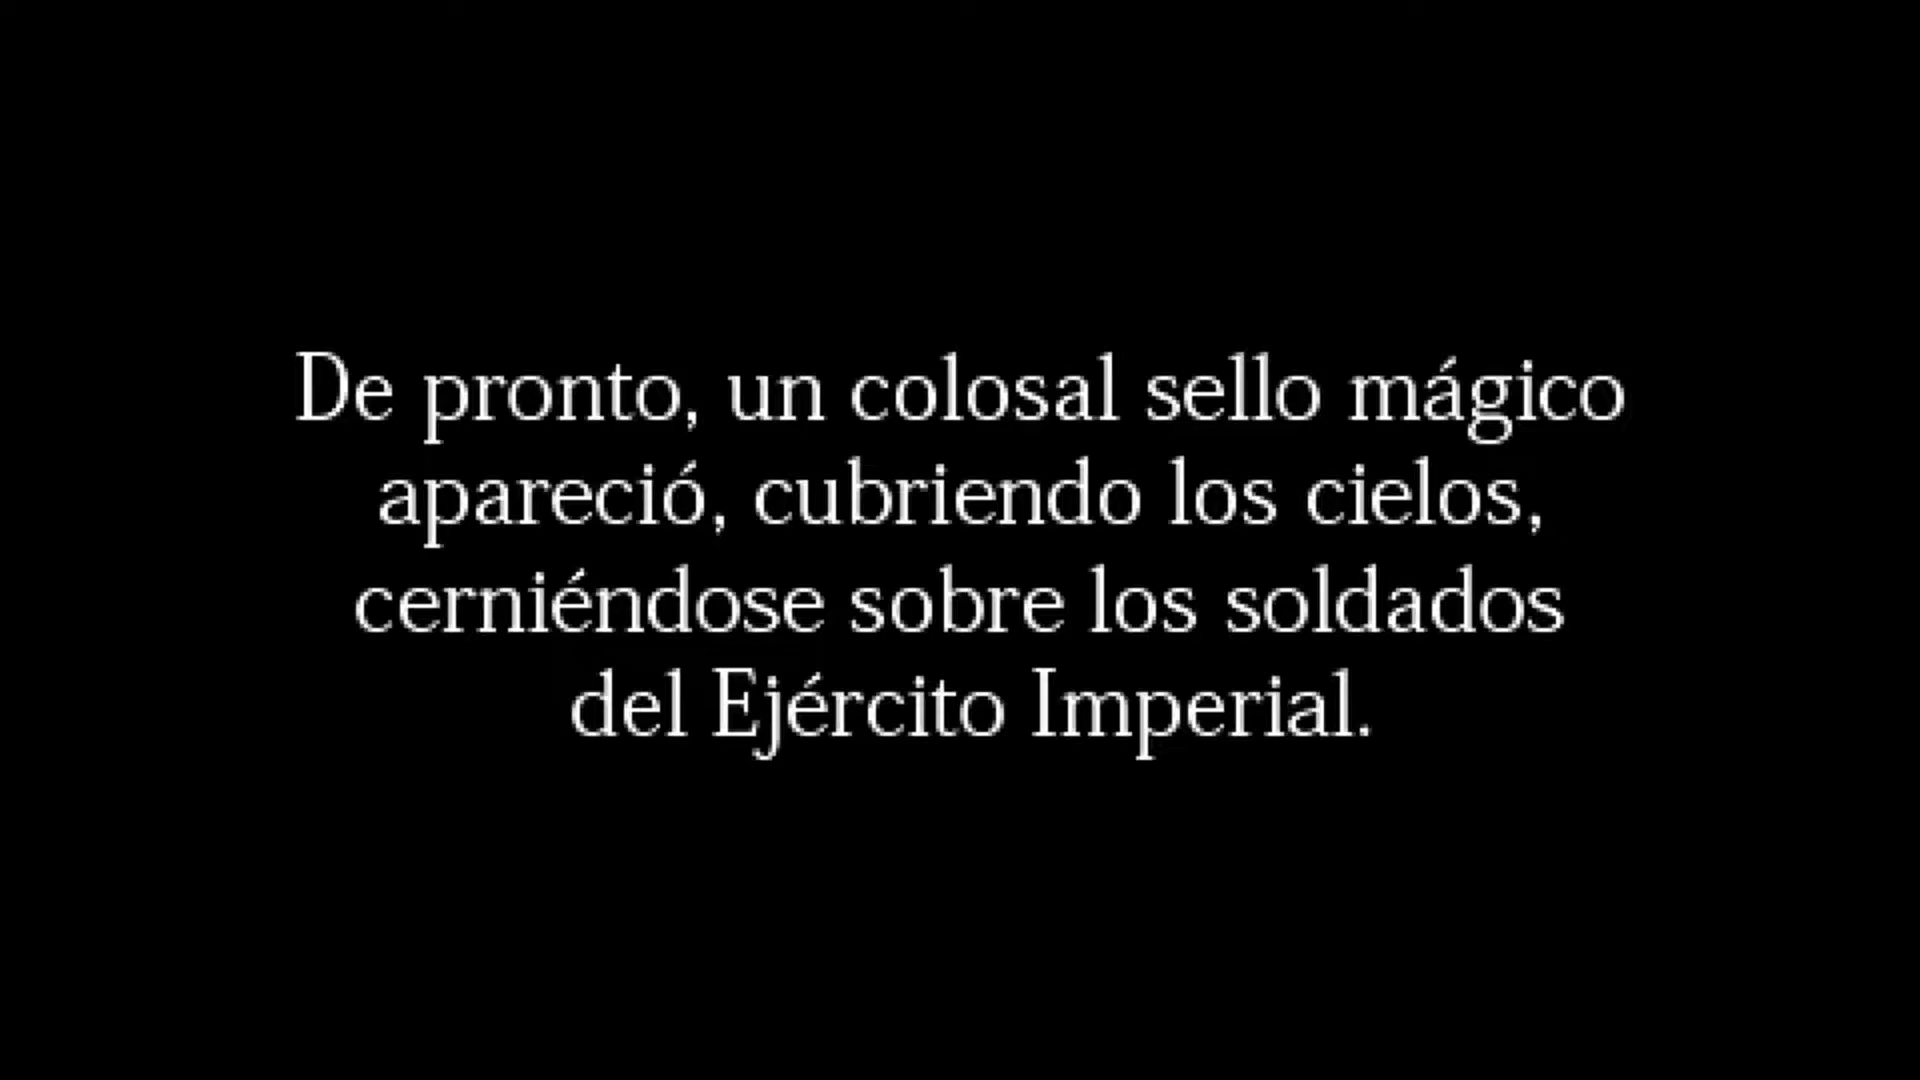 De pronto, un colosal sello mágico
apareció, cubriendo los cielos,
cerniéndose sobre los soldados
del Ejército Imperial.